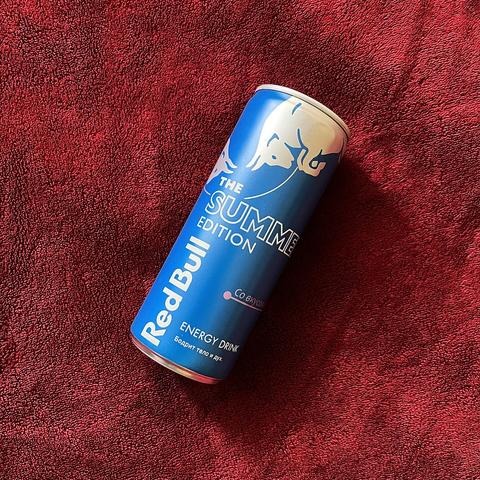 THE
SUMME
EDITION
Red Bull
Со вкусо
ENERGY DRINK
Бодрит тело и дух.